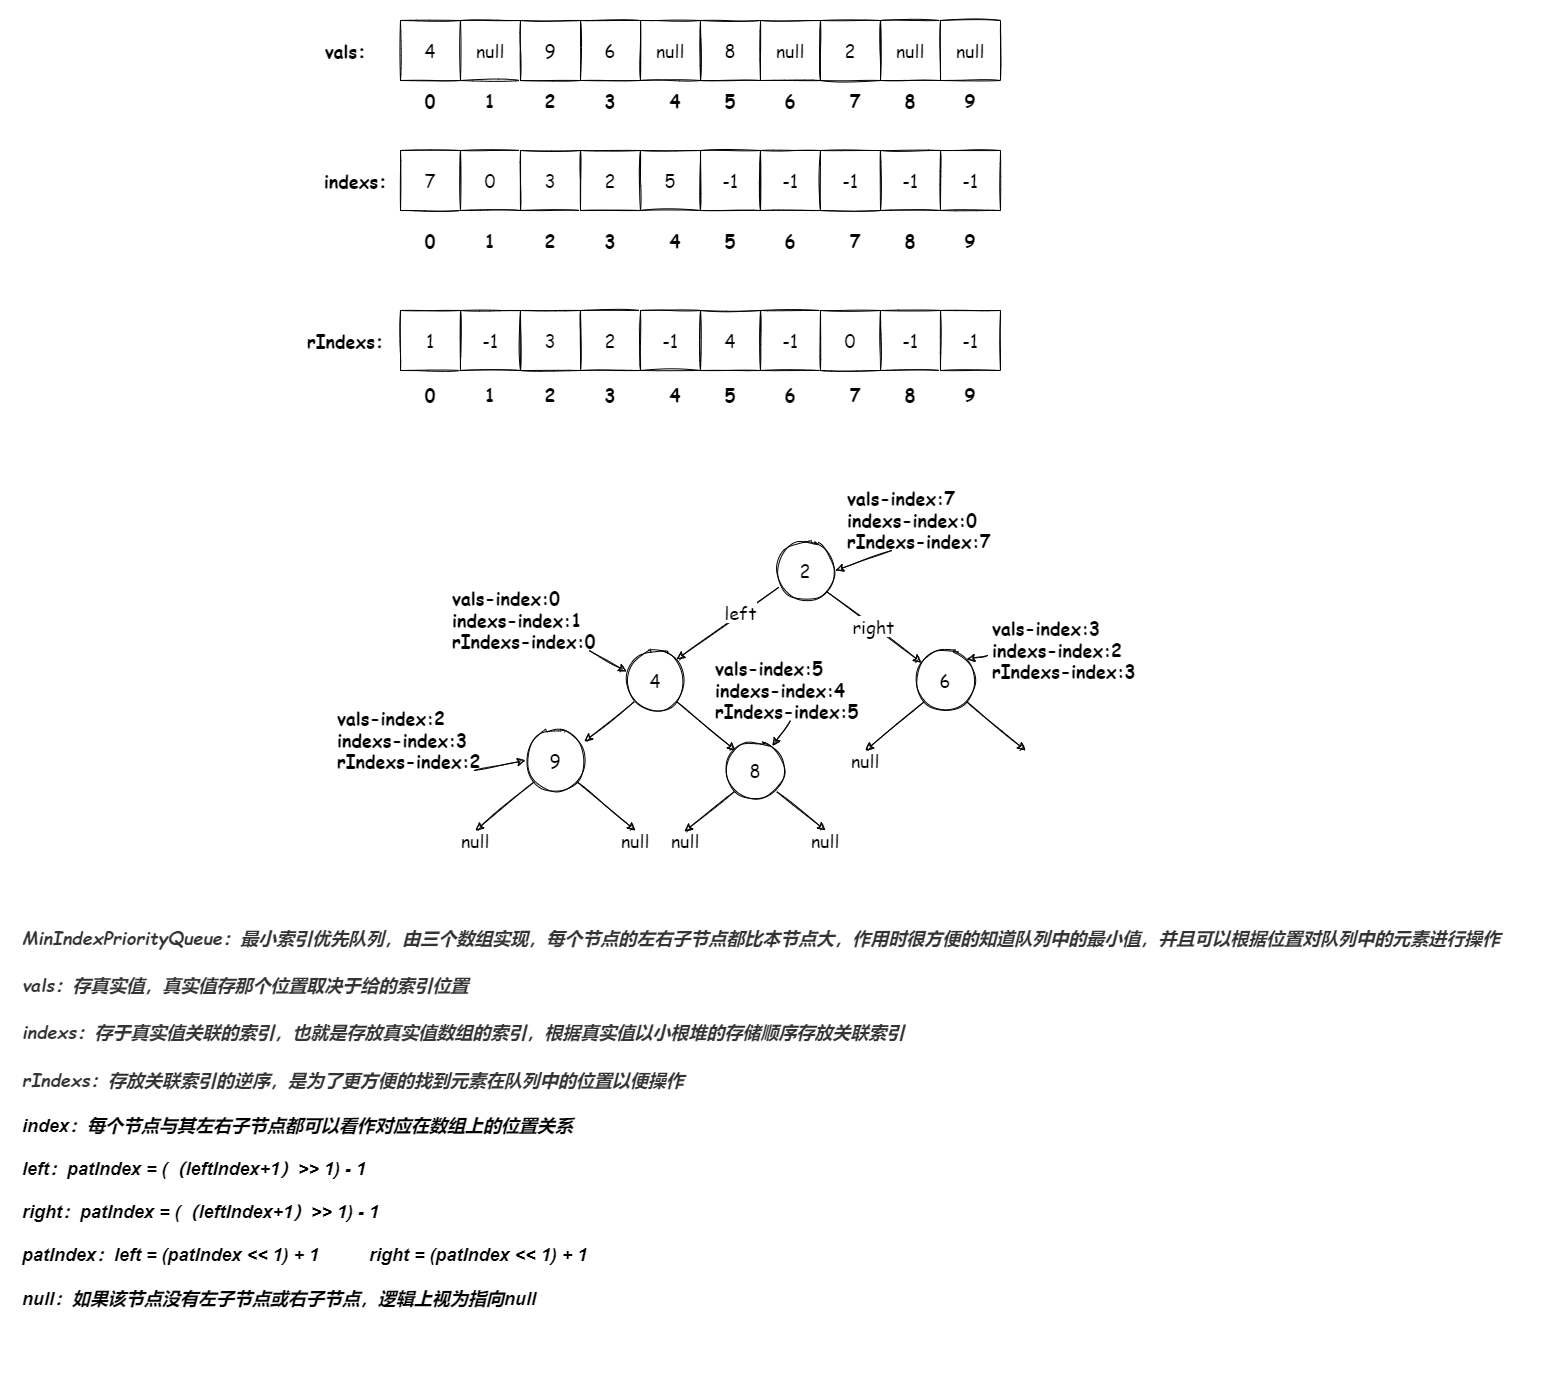 vals: 4 null 9 6 null 8 null 2 null null
0 1 2 3 4 5 6 7 8 9
indexs: 7 0 3 2 5 -1 -1 -1 -1 -1
0 1 2 3 4 5 6 7 8 9
rIndexs: 1 -1 3 2 -1 4 -1 0 -1 -1
0 1 2 3 4 5 6 7 8 9
vals-index:7
indexs-index:0
rIndexs-index:7
2
left
right
vals-index:0
indexs-index:1
rIndexs-index:0
4
vals-index:3
indexs-index:2
rIndexs-index:3
6
vals-index:5
indexs-index:4
rIndexs-index:5
8
vals-index:2
indexs-index:3
rIndexs-index:2
9
null
null null null null
MinIndexPriorityQueue：最小索引优先队列，由三个数组实现，每个节点的左右子节点都比本节点大，作用时很方便的知道队列中的最小值，并且可以根据位置对队列中的元素进行操作
vals：存真实值，真实值存那个位置取决于给的索引位置
indexs：存于真实值关联的索引，也就是存放真实值数组的索引，根据真实值以小根堆的存储顺序存放关联索引
rIndexs：存放关联索引的逆序，是为了更方便的找到元素在队列中的位置以便操作
index：每个节点与其左右子节点都可以看作对应在数组上的位置关系
left：patIndex = (（leftIndex+1）>> 1) - 1
right：patIndex = (（leftIndex+1）>> 1) - 1
patIndex：left = (patIndex << 1) + 1 right = (patIndex << 1) + 1
null：如果该节点没有左子节点或右子节点，逻辑上视为指向null